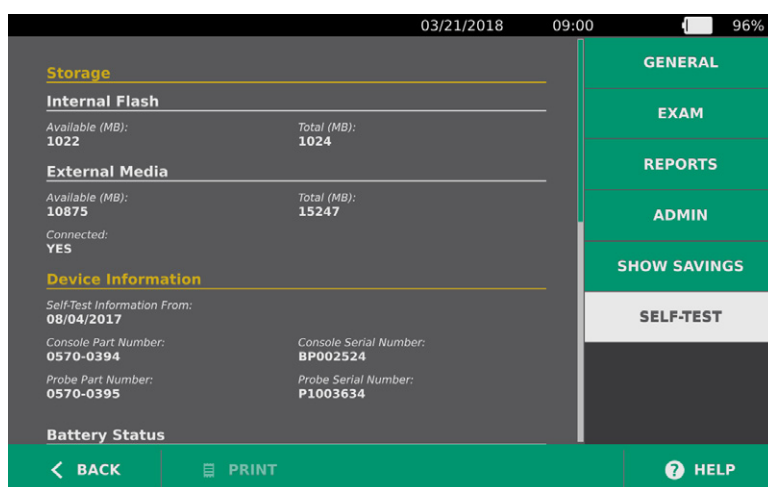 03/21/2018 09:00 96%
Storage
Internal Flash
Available (MB): Total (MB):
1022 1024
External Media
Available (MB): Total (MB):
10875 15247
Connected:
YES
Device Information
Self-Test Information From:
08/04/2017
Console Part Number: Console Serial Number:
0570-0394 BP002524
Probe Part Number: Probe Serial Number:
0570-0395 P1003634
Battery Status
GENERAL
EXAM
REPORTS
ADMIN
SHOW SAVINGS
SELF-TEST
BACK PRINT ? HELP